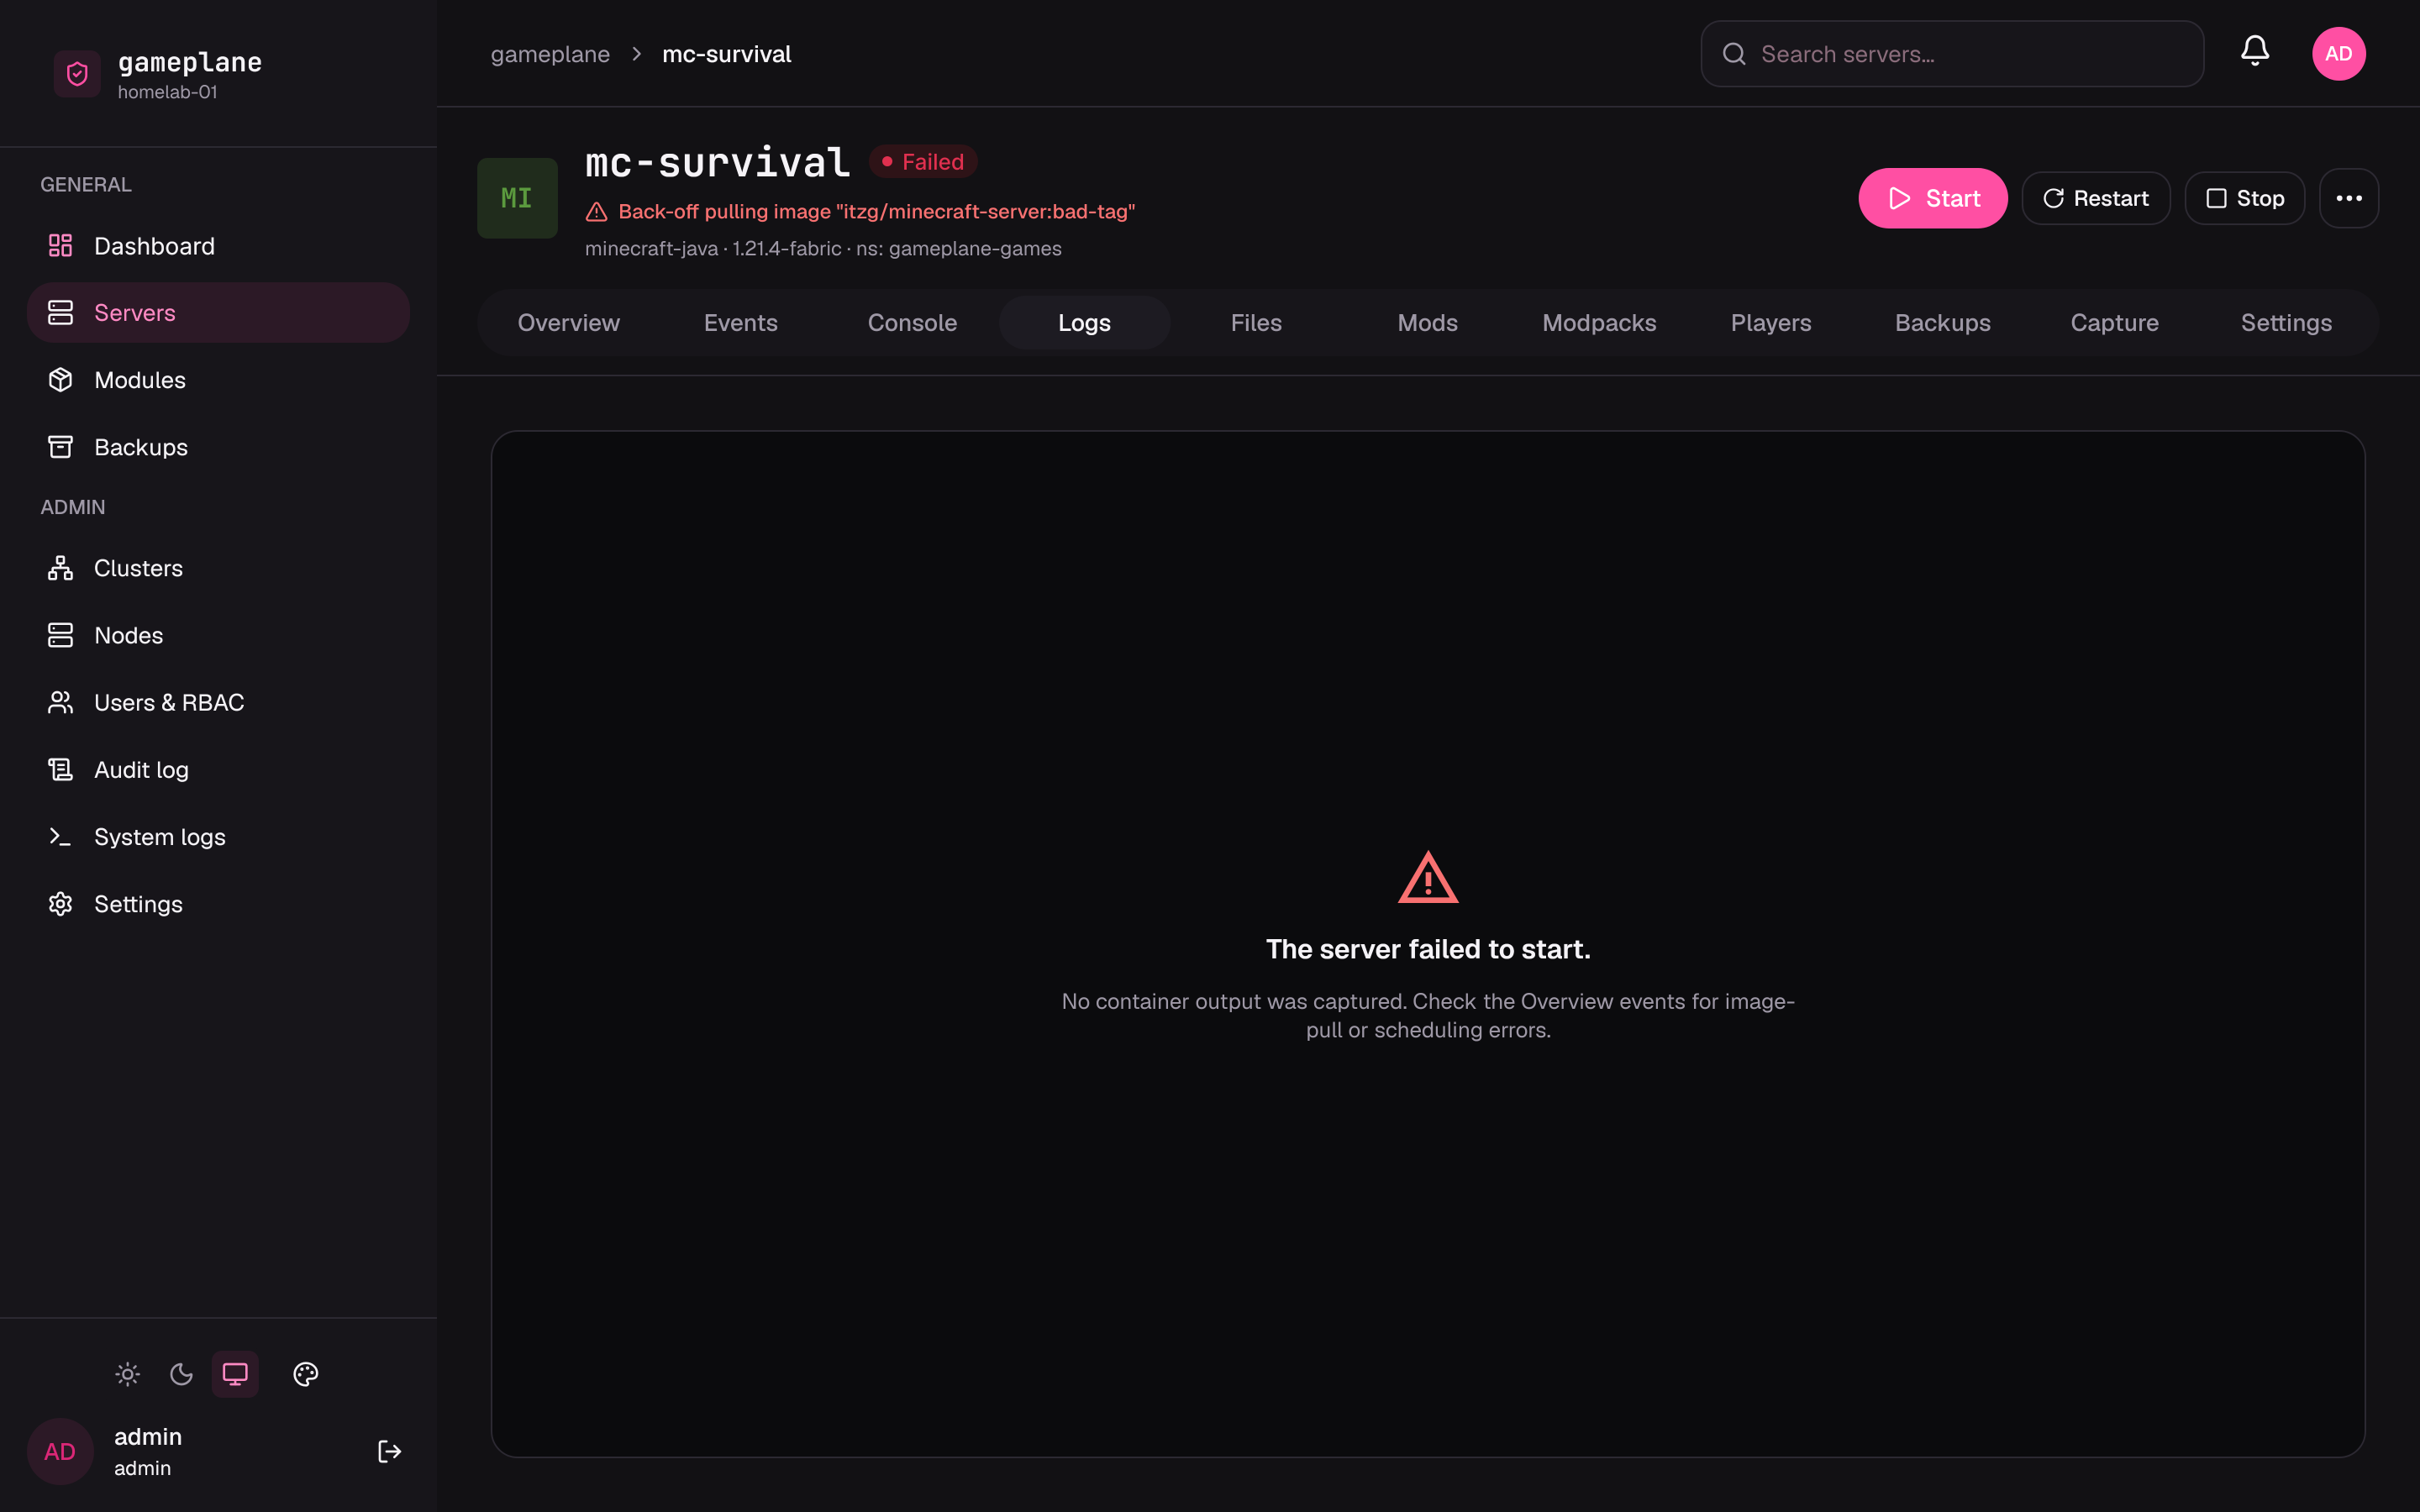 gameplane
homelab-01
GENERAL
Dashboard
Servers
Modules
Backups
ADMIN
Clusters
Nodes
Users & RBAC
Audit log
System logs
Settings
AD
admin
admin
gameplane > mc-survival
Search servers...
AD
MI
mc-survival
Failed
Back-off pulling image "itzg/minecraft-server:bad-tag"
minecraft-java · 1.21.4-fabric · ns: gameplane-games
Start
Restart
Stop
Overview
Events
Console
Logs
Files
Mods
Modpacks
Players
Backups
Capture
Settings
The server failed to start.
No container output was captured. Check the Overview events for image-
pull or scheduling errors.